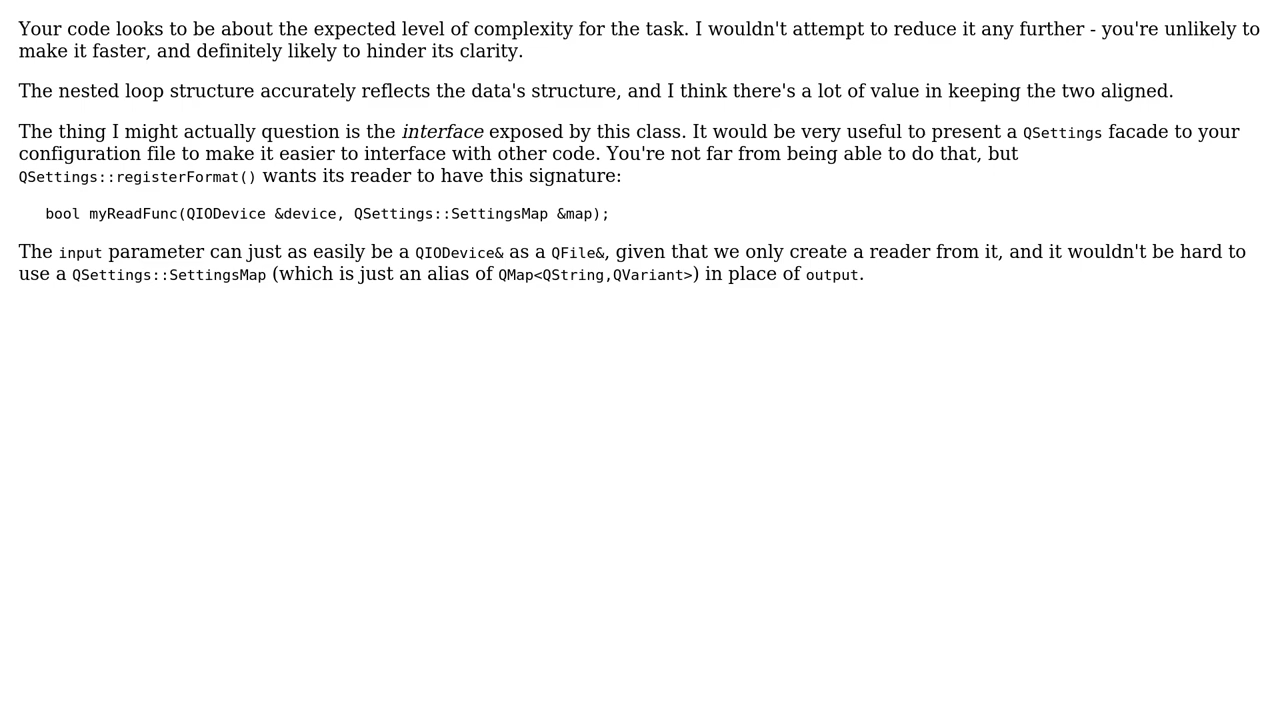 Your code looks to be about the expected level of complexity for the task. I wouldn't attempt to reduce it any further - you're unlikely to
make it faster, and definitely likely to hinder its clarity.
The nested loop structure accurately reflects the data's structure, and I think there's a lot of value in keeping the two aligned.
The thing I might actually question is the interface exposed by this class. It would be very useful to present a QSettings facade to your
configuration file to make it easier to interface with other code. You're not far from being able to do that, but
QSettings::registerFormat() wants its reader to have this signature:
bool myReadFunc(QIODevice &device, QSettings::SettingsMap &map);
The input parameter can just as easily be a QIODevice& as a QFile&, given that we only create a reader from it, and it wouldn't be hard to
use a QSettings::SettingsMap (which is just an alias of QMap<QString,QVariant>) in place of output.